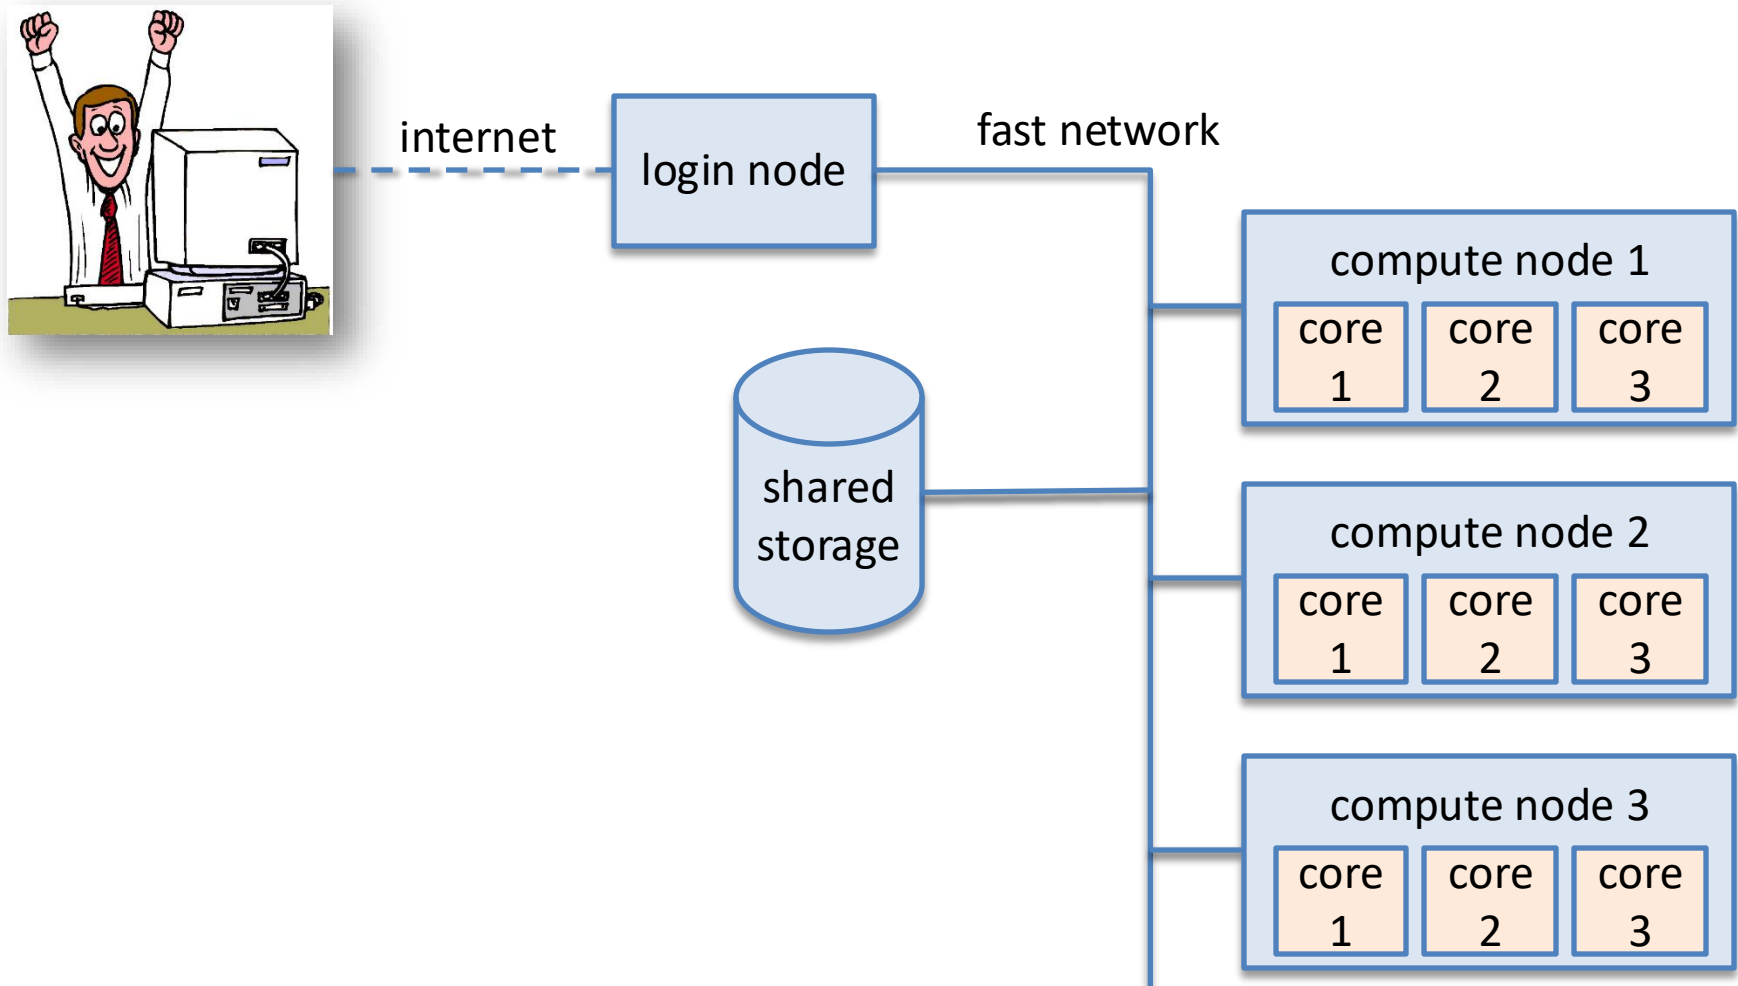 internet
login node
fast network
compute node 1
core
1
core
2
core
3
shared
storage
compute node 2
core
1
core
2
core
3
compute node 3
core
1
core
2
core
3